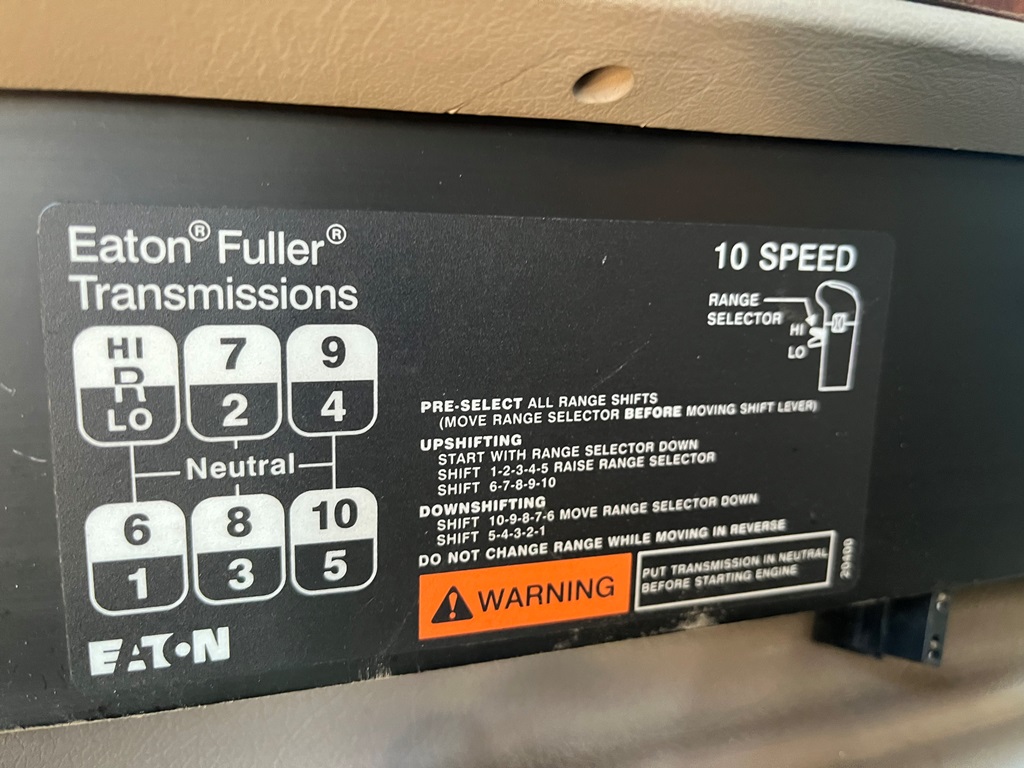 Eaton® Fuller®
Transmissions
10 SPEED
RANGE
SELECTOR
HI
LO
HI
R
LO
7
2
9
4
Neutral
6
1
8
3
10
5
EATON
PRE-SELECT ALL RANGE SHIFTS
(MOVE RANGE SELECTOR BEFORE MOVING SHIFT LEVER)
UPSHIFTING
START WITH RANGE SELECTOR DOWN
SHIFT 1-2-3-4-5 RAISE RANGE SELECTOR
SHIFT 6-7-8-9-10
DOWNSHIFTING
SHIFT 10-9-8-7-6 MOVE RANGE SELECTOR DOWN
SHIFT 5-4-3-2-1
DO NOT CHANGE RANGE WHILE MOVING IN REVERSE
WARNING
PUT TRANSMISSION IN NEUTRAL
BEFORE STARTING ENGINE
20400